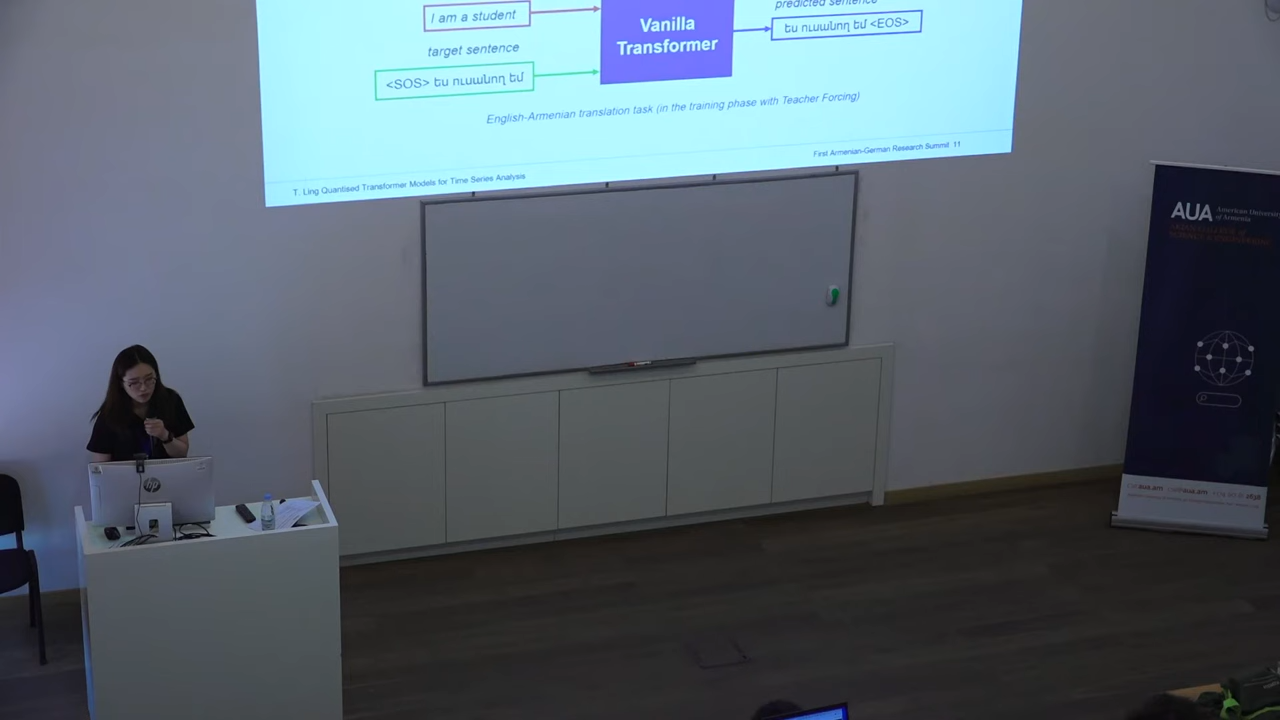 predicted sentence
I am a student
Vanilla
Transformer
ես ուսանող եմ <EOS>
target sentence
<SOS> ես ուսանող եմ
English-Armenian translation task (in the training phase with Teacher Forcing)
T. Ling Quantised Transformer Models for Time Series Analysis
First Armenian-German Research Summit 11
AUA
American University
of Armenia
hp